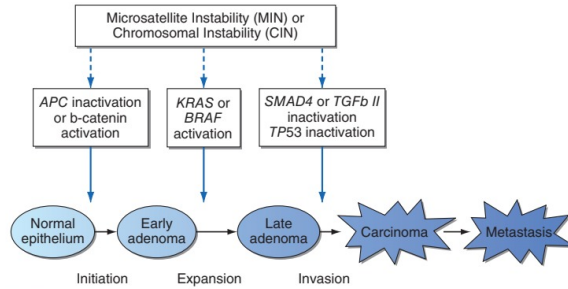 Microsatellite Instability (MIN) or
Chromosomal Instability (CIN)
APC inactivation
or b-catenin
activation
KRAS or
BRAF
activation
SMAD4 or TGFb II
inactivation
TP53 inactivation
Normal
epithelium
Early
adenoma
Late
adenoma
Carcinoma
Metastasis
Initiation
Expansion
Invasion